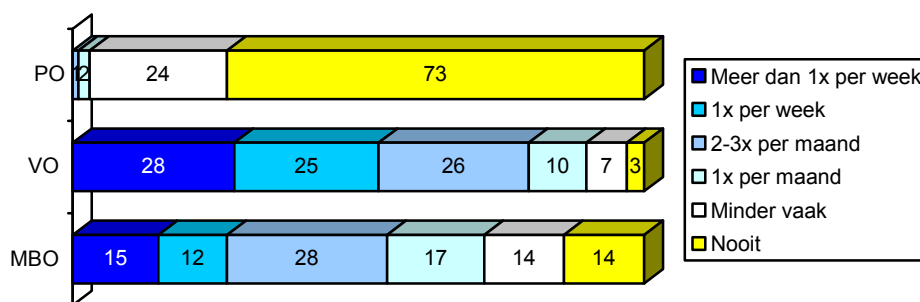 PO 1 2 24 73
VO 28 25 26 10 7 3
MBO 15 12 28 17 14 14
Meer dan 1x per week
1x per week
2-3x per maand
1x per maand
Minder vaak
Nooit